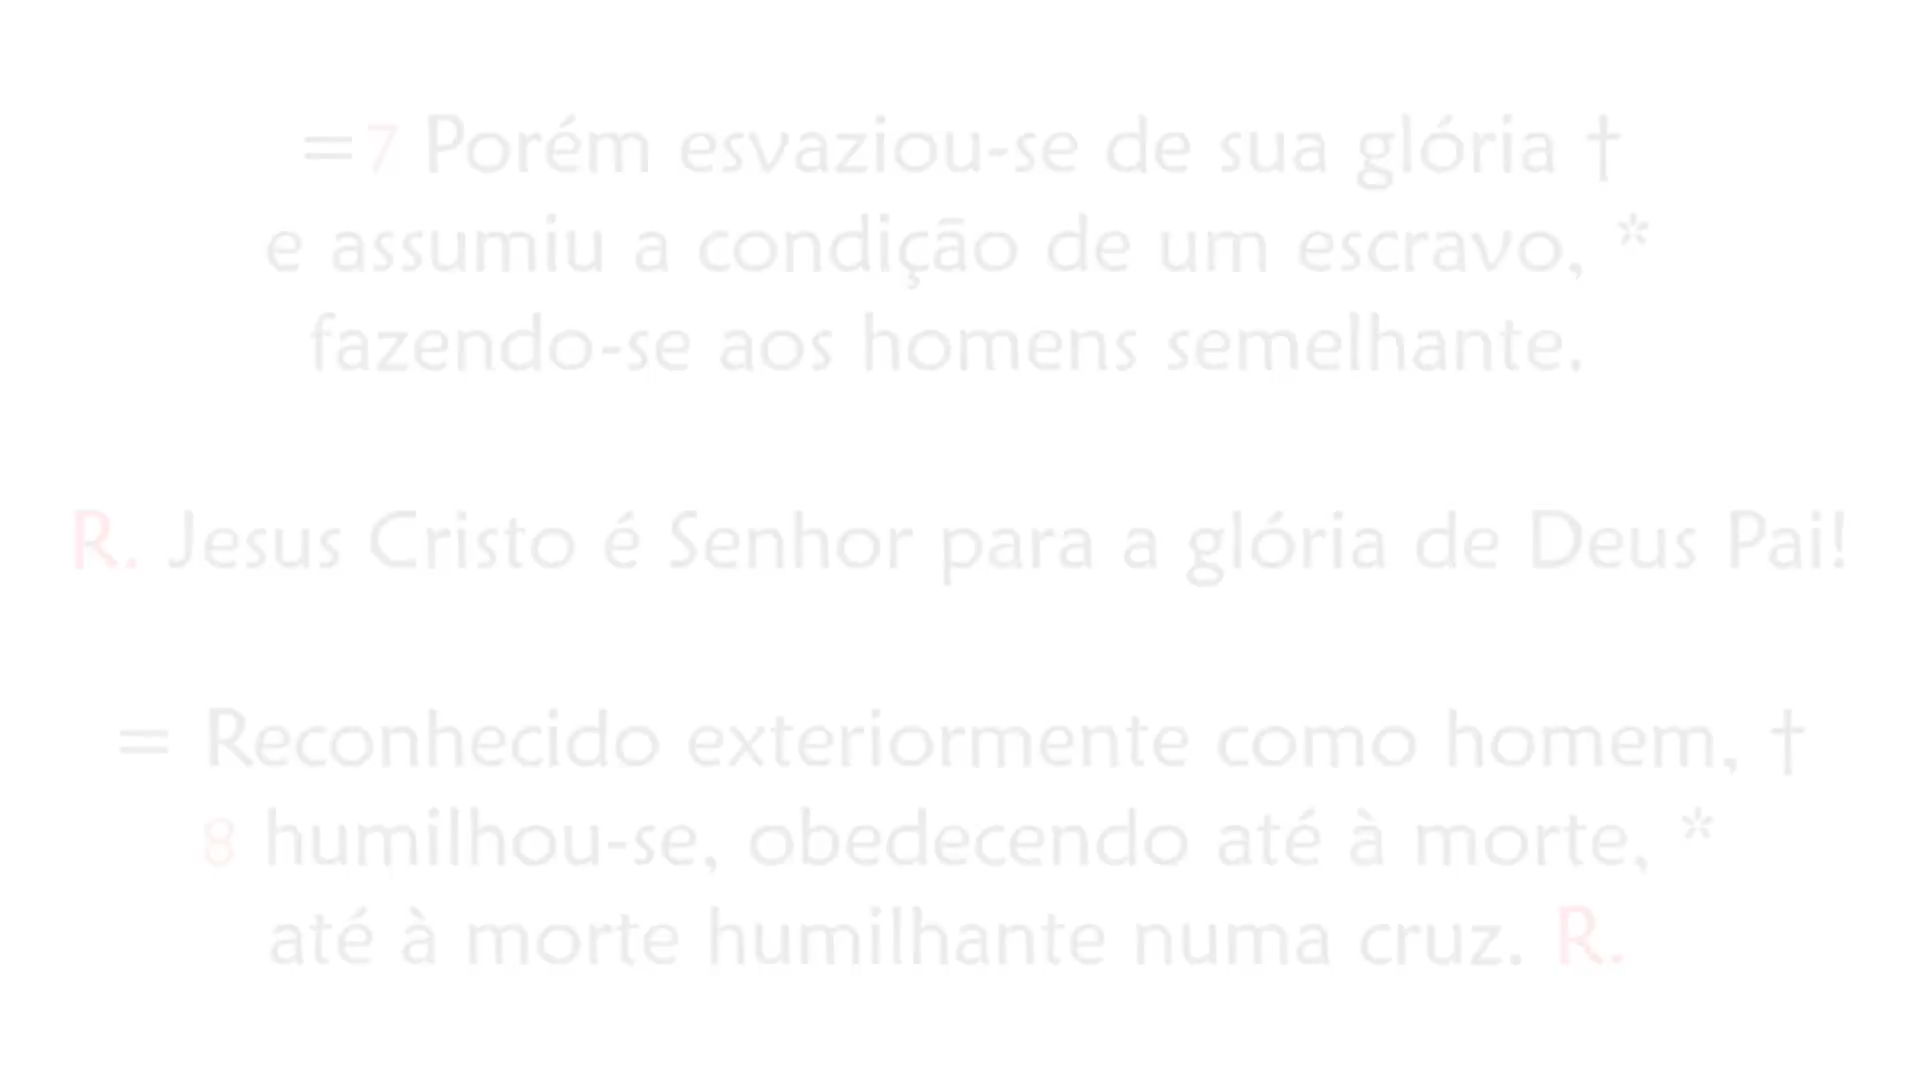 =7 Porém esvaziou-se de sua glória †
e assumiu a condição de um escravo, *
fazendo-se aos homens semelhante.
R. Jesus Cristo é Senhor para a glória de Deus Pai!
= Reconhecido exteriormente como homem, †
8 humilhou-se, obedecendo até à morte, *
até à morte humilhante numa cruz. R.